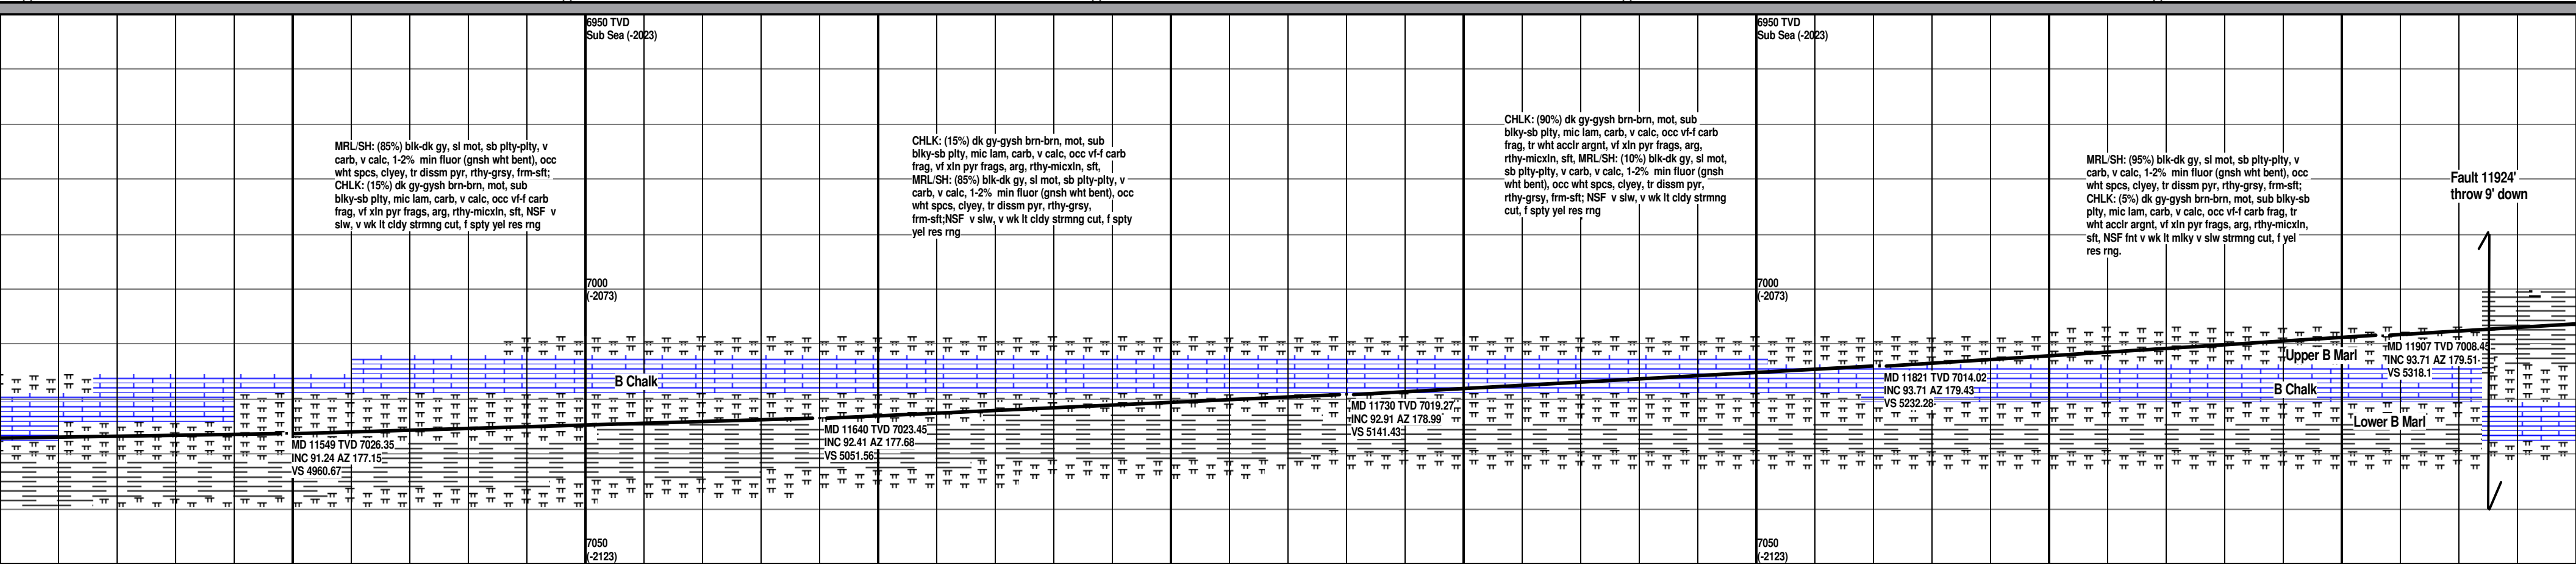 6950 TVD
Sub Sea (-2023)
6950 TVD
Sub Sea (-2023)
MRL/SH: (85%) blk-dk gy, sl mot, sb plty-plty, v
carb, v calc, 1-2% min fluor (gnsh wht bent), occ
wht spcs, clyey, tr dissm pyr, rthy-grsy, frm-sft;
CHLK: (15%) dk gy-gysh brn-brn, mot, sub
blky-sb plty, mic lam, carb, v calc, occ vf-f carb
frag, vf xln pyr frags, arg, rthy-micxln, sft, NSF v
slw, v wk lt cldy strmng cut, f spty yel res rng
CHLK: (15%) dk gy-gysh brn-brn, mot, sub
blky-sb plty, mic lam, carb, v calc, occ vf-f carb
frag, vf xln pyr frags, arg, rthy-micxln, sft,
MRL/SH: (85%) blk-dk gy, sl mot, sb plty-plty, v
carb, v calc, 1-2% min fluor (gnsh wht bent), occ
wht spcs, clyey, tr dissm pyr, rthy-grsy,
frm-sft;NSF v slw, v wk lt cldy strmng cut, f spty
yel res rng
CHLK: (90%) dk gy-gysh brn-brn, mot, sub
blky-sb plty, mic lam, carb, v calc, occ vf-f carb
frag, tr wht acclr argnt, vf xln pyr frags, arg,
rthy-micxln, sft, MRL/SH: (10%) blk-dk gy, sl mot,
sb plty-plty, v carb, v calc, 1-2% min fluor (gnsh
wht bent), occ wht spcs, clyey, tr dissm pyr,
rthy-grsy, frm-sft; NSF v slw, v wk lt cldy strmng
cut, f spty yel res rng
MRL/SH: (95%) blk-dk gy, sl mot, sb plty-plty, v
carb, v calc, 1-2% min fluor (gnsh wht bent), occ
wht spcs, clyey, tr dissm pyr, rthy-grsy, frm-sft;
CHLK: (5%) dk gy-gysh brn-brn, mot, sub blky-sb
plty, mic lam, carb, v calc, occ vf-f carb frag, tr
wht acclr argnt, vf xln pyr frags, arg, rthy-micxln,
sft, NSF fnt v wk lt mlky v slw strmng cut, f yel
res rng.
Fault 11924'
throw 9' down
7000
(-2073)
7000
(-2073)
B Chalk
Upper B Marl
B Chalk
Lower B Marl
MD 11549 TVD 7026.35
INC 91.24 AZ 177.15
VS 4960.67
MD 11640 TVD 7023.45
INC 92.41 AZ 177.68
VS 5051.56
MD 11730 TVD 7019.27
INC 92.91 AZ 178.99
VS 5141.43
MD 11821 TVD 7014.02
INC 93.71 AZ 179.43
VS 5232.28
MD 11907 TVD 7008.45
INC 93.71 AZ 179.51
VS 5318.1
7050
(-2123)
7050
(-2123)